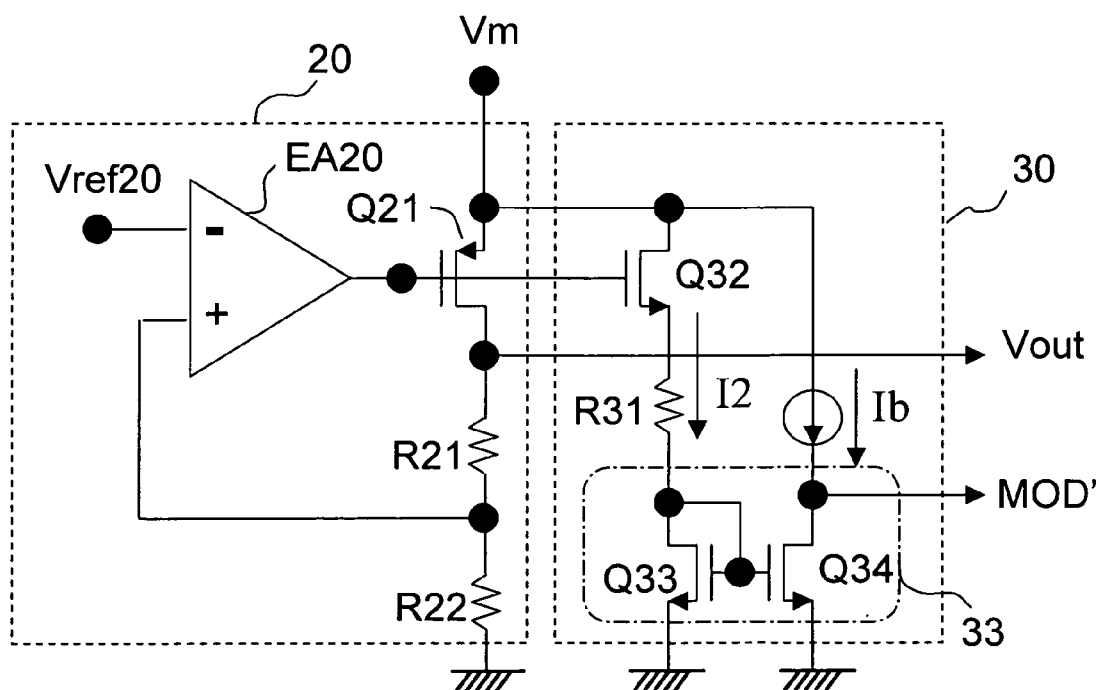 Vm
20
EA20
Vref20
Q21
30
-
+
Q32
Vout
R31
I2
Ib
R21
MOD'
Q33
Q34
R22
33